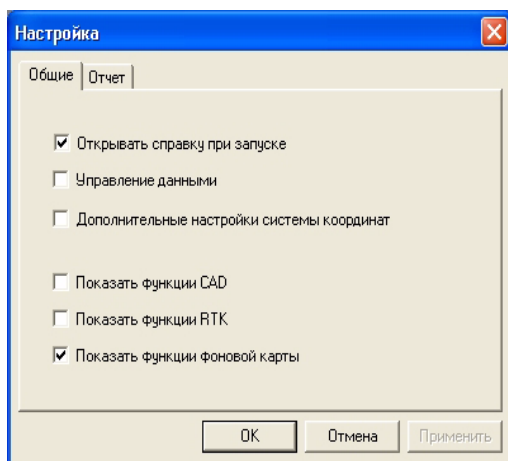 Настройка
Общие Отчет
Открывать справку при запуске
Управление данными
Дополнительные настройки системы координат
Показать функции CAD
Показать функции RTK
Показать функции фоновой карты
OK Отмена Применить